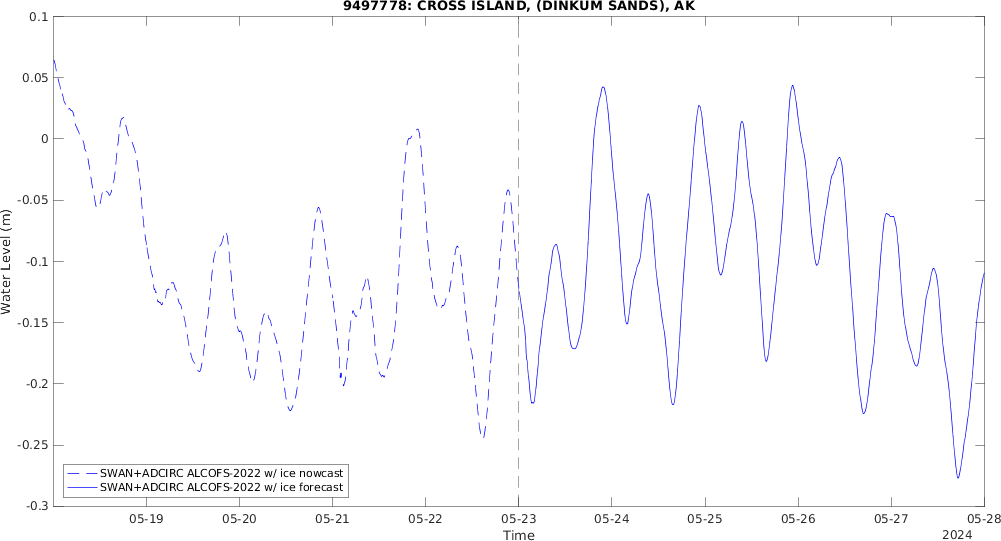 9497778: CROSS ISLAND, (DINKUM SANDS), AK
0.1
0.05
0
-0.05
-0.1
-0.15
-0.2
-0.25
-0.3
Water Level (m)
SWAN+ADCIRC ALCOFS-2022 w/ ice nowcast
SWAN+ADCIRC ALCOFS-2022 w/ ice forecast
05-19 05-20 05-21 05-22 05-23 05-24 05-25 05-26 05-27 05-28
Time
2024